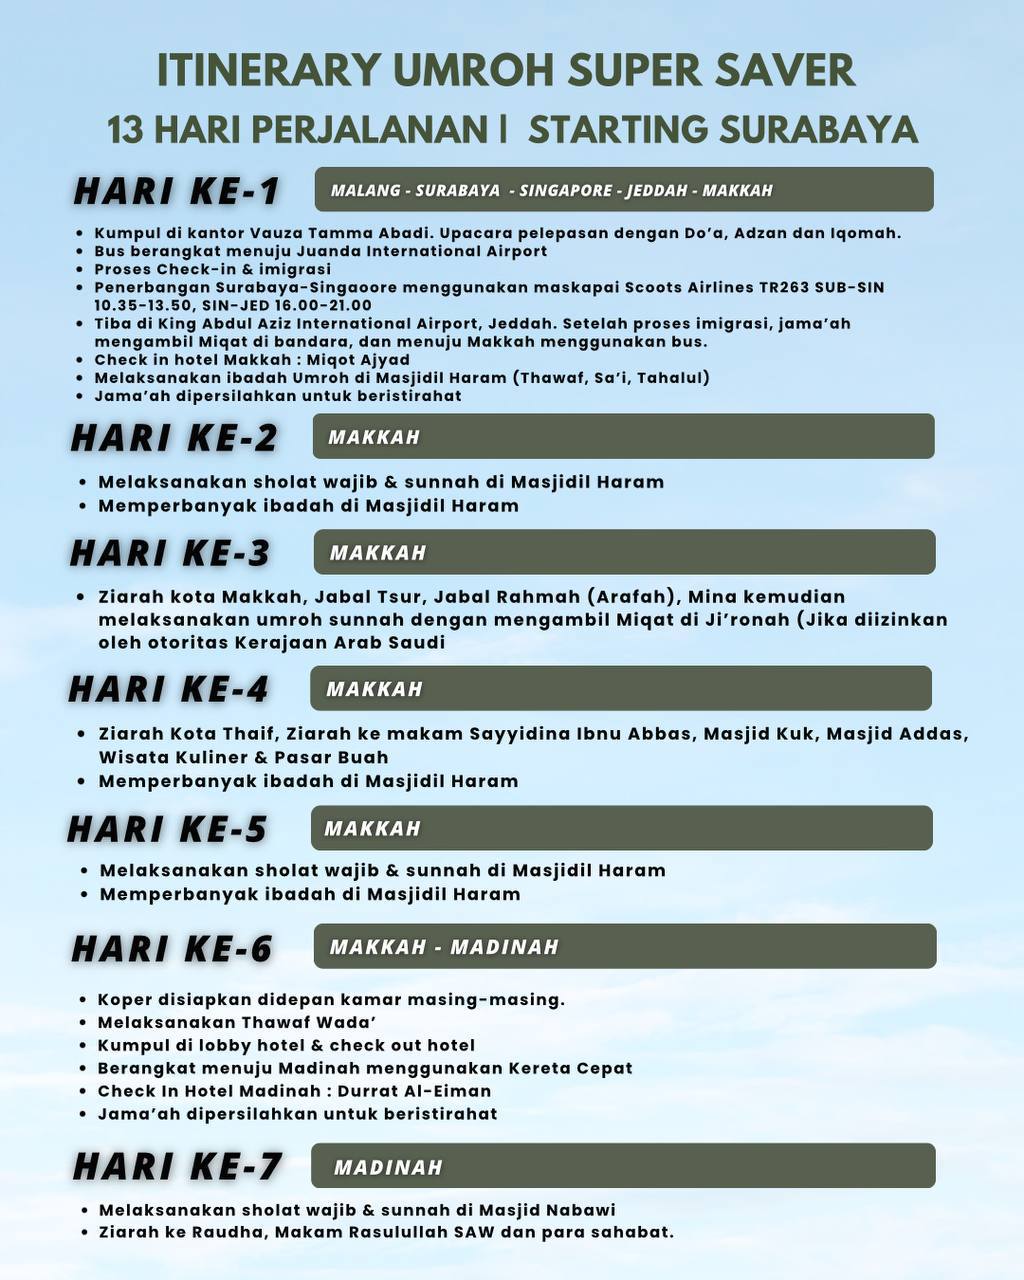 ITINERARY UMROH SUPER SAVER
13 HARI PERJALANAN | STARTING SURABAYA
HARI KE-1
MALANG - SURABAYA - SINGAPORE - JEDDAH - MAKKAH
• Kumpul di kantor Vauza Tamma Abadi. Upacara pelepasan dengan Do’a, Adzan dan Iqomah.
• Bus berangkat menuju Juanda International Airport
• Proses Check-in & imigrasi
• Penerbangan Surabaya-Singaoore menggunakan maskapai Scoots Airlines TR263 SUB-SIN
10.35-13.50, SIN-JED 16.00-21.00
• Tiba di King Abdul Aziz International Airport, Jeddah. Setelah proses imigrasi, jama’ah
mengambil Miqat di bandara, dan menuju Makkah menggunakan bus.
• Check in hotel Makkah : Miqot Ajyad
• Melaksanakan ibadah Umroh di Masjidil Haram (Thawaf, Sa’i, Tahalul)
• Jama’ah dipersilahkan untuk beristirahat
HARI KE-2
MAKKAH
• Melaksanakan sholat wajib & sunnah di Masjidil Haram
• Memperbanyak ibadah di Masjidil Haram
HARI KE-3
MAKKAH
• Ziarah kota Makkah, Jabal Tsur, Jabal Rahmah (Arafah), Mina kemudian
melaksanakan umroh sunnah dengan mengambil Miqat di Ji’ronah (Jika diizinkan
oleh otoritas Kerajaan Arab Saudi
HARI KE-4
MAKKAH
• Ziarah Kota Thaif, Ziarah ke makam Sayyidina Ibnu Abbas, Masjid Kuk, Masjid Addas,
Wisata Kuliner & Pasar Buah
• Memperbanyak ibadah di Masjidil Haram
HARI KE-5
MAKKAH
• Melaksanakan sholat wajib & sunnah di Masjidil Haram
• Memperbanyak ibadah di Masjidil Haram
HARI KE-6
MAKKAH - MADINAH
• Koper disiapkan didepan kamar masing-masing.
• Melaksanakan Thawaf Wada’
• Kumpul di lobby hotel & check out hotel
• Berangkat menuju Madinah menggunakan Kereta Cepat
• Check In Hotel Madinah : Durrat Al-Eiman
• Jama’ah dipersilahkan untuk beristirahat
HARI KE-7
MADINAH
• Melaksanakan sholat wajib & sunnah di Masjid Nabawi
• Ziarah ke Raudha, Makam Rasulullah SAW dan para sahabat.